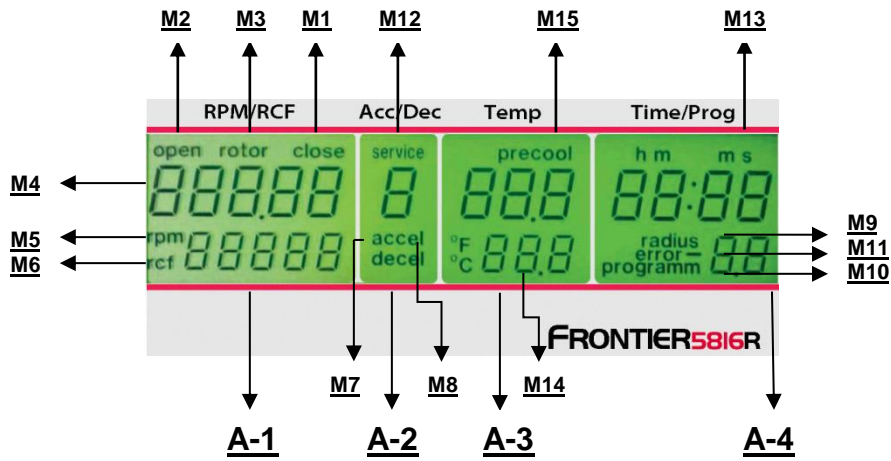 M2 M3 M1 M12 M15 M13
RPM/RCF Acc/Dec Temp Time/Prog
open rotor close service precool h m m s
M4 88888 8 888 88:88
M5 rpm 88888 accel °F 88.8 radius M9
M6 rcf decel °C error – 8.8 M11
programm M10
FRONTIER5816R
M7 M8 M14
A-1 A-2 A-3 A-4